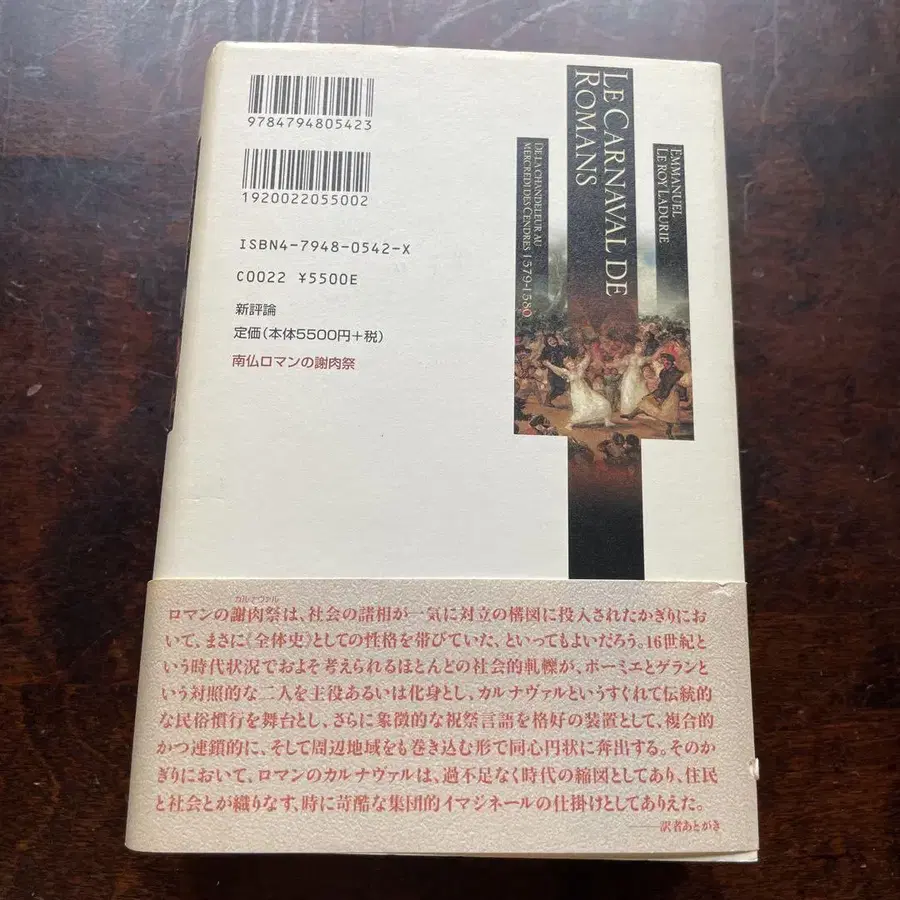 9784794805423
1920022055002
ISBN4-7948-0542-X
C0022 ¥5500E
新評論
定価(本体5500円+税)
南仏ロマンの謝肉祭
LE CARNAVAL DE
ROMANS
DE LA CHANDELEUR AU
MERCREDI DES CENDRES 1579-1580
EMMANUEL
LE ROY LADURIE
カルナヴァル
ロマンの謝肉祭は、社会の諸相が一気に対立の構図に投入されたかぎりにお
いて、まさに《全体史》としての性格を帯びていた、といってもよいだろう。16世紀と
いう時代状況でおよそ考えられるほとんどの社会的軋轢が、ポーミエとゲランと
いう対照的な二人を主役あるいは化身とし、カルナヴァルというすぐれて伝統的
な民俗慣行を舞台とし、さらに象徴的な祝祭言語を格好の装置として、複合的
かつ連鎖的に、そして周辺地域をも巻き込む形で同心円状に奔出する。そのか
ぎりにおいて、ロマンのカルナヴァルは、過不足なく時代の縮図としてあり、住民
と社会とが織りなす、時に苛酷な集団的イマジネールの仕掛けとしてありえた。
——訳者あとがき